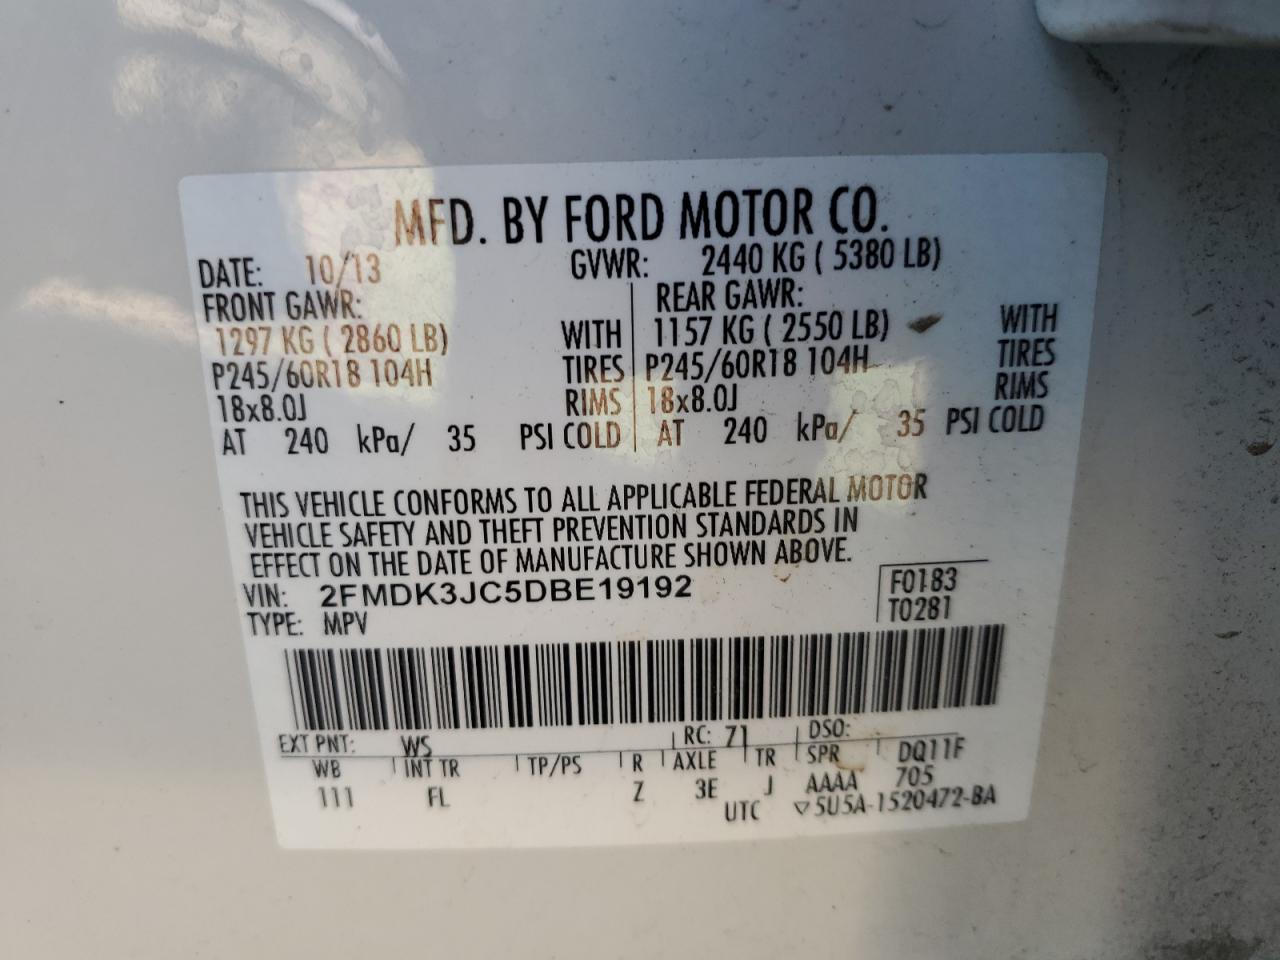 MFD. BY FORD MOTOR CO.
DATE: 10/13 GVWR: 2440 KG ( 5380 LB)
FRONT GAWR: REAR GAWR:
1297 KG ( 2860 LB) WITH 1157 KG ( 2550 LB) WITH
P245/60R18 104H TIRES P245/60R18 104H TIRES
18x8.0J RIMS 18x8.0J RIMS
AT 240 kPa/ 35 PSI COLD AT 240 kPa/ 35 PSI COLD
THIS VEHICLE CONFORMS TO ALL APPLICABLE FEDERAL MOTOR
VEHICLE SAFETY AND THEFT PREVENTION STANDARDS IN
EFFECT ON THE DATE OF MANUFACTURE SHOWN ABOVE.
VIN: 2FMDK3JC5DBE19192 F0183
TYPE: MPV T0281
EXT PNT: WS RC: 71 DSO:
WB INT TR TP/PS R AXLE TR SPR DQ11F
111 FL Z 3E J AAAA 705
UTC ▽5U5A-1520472-BA